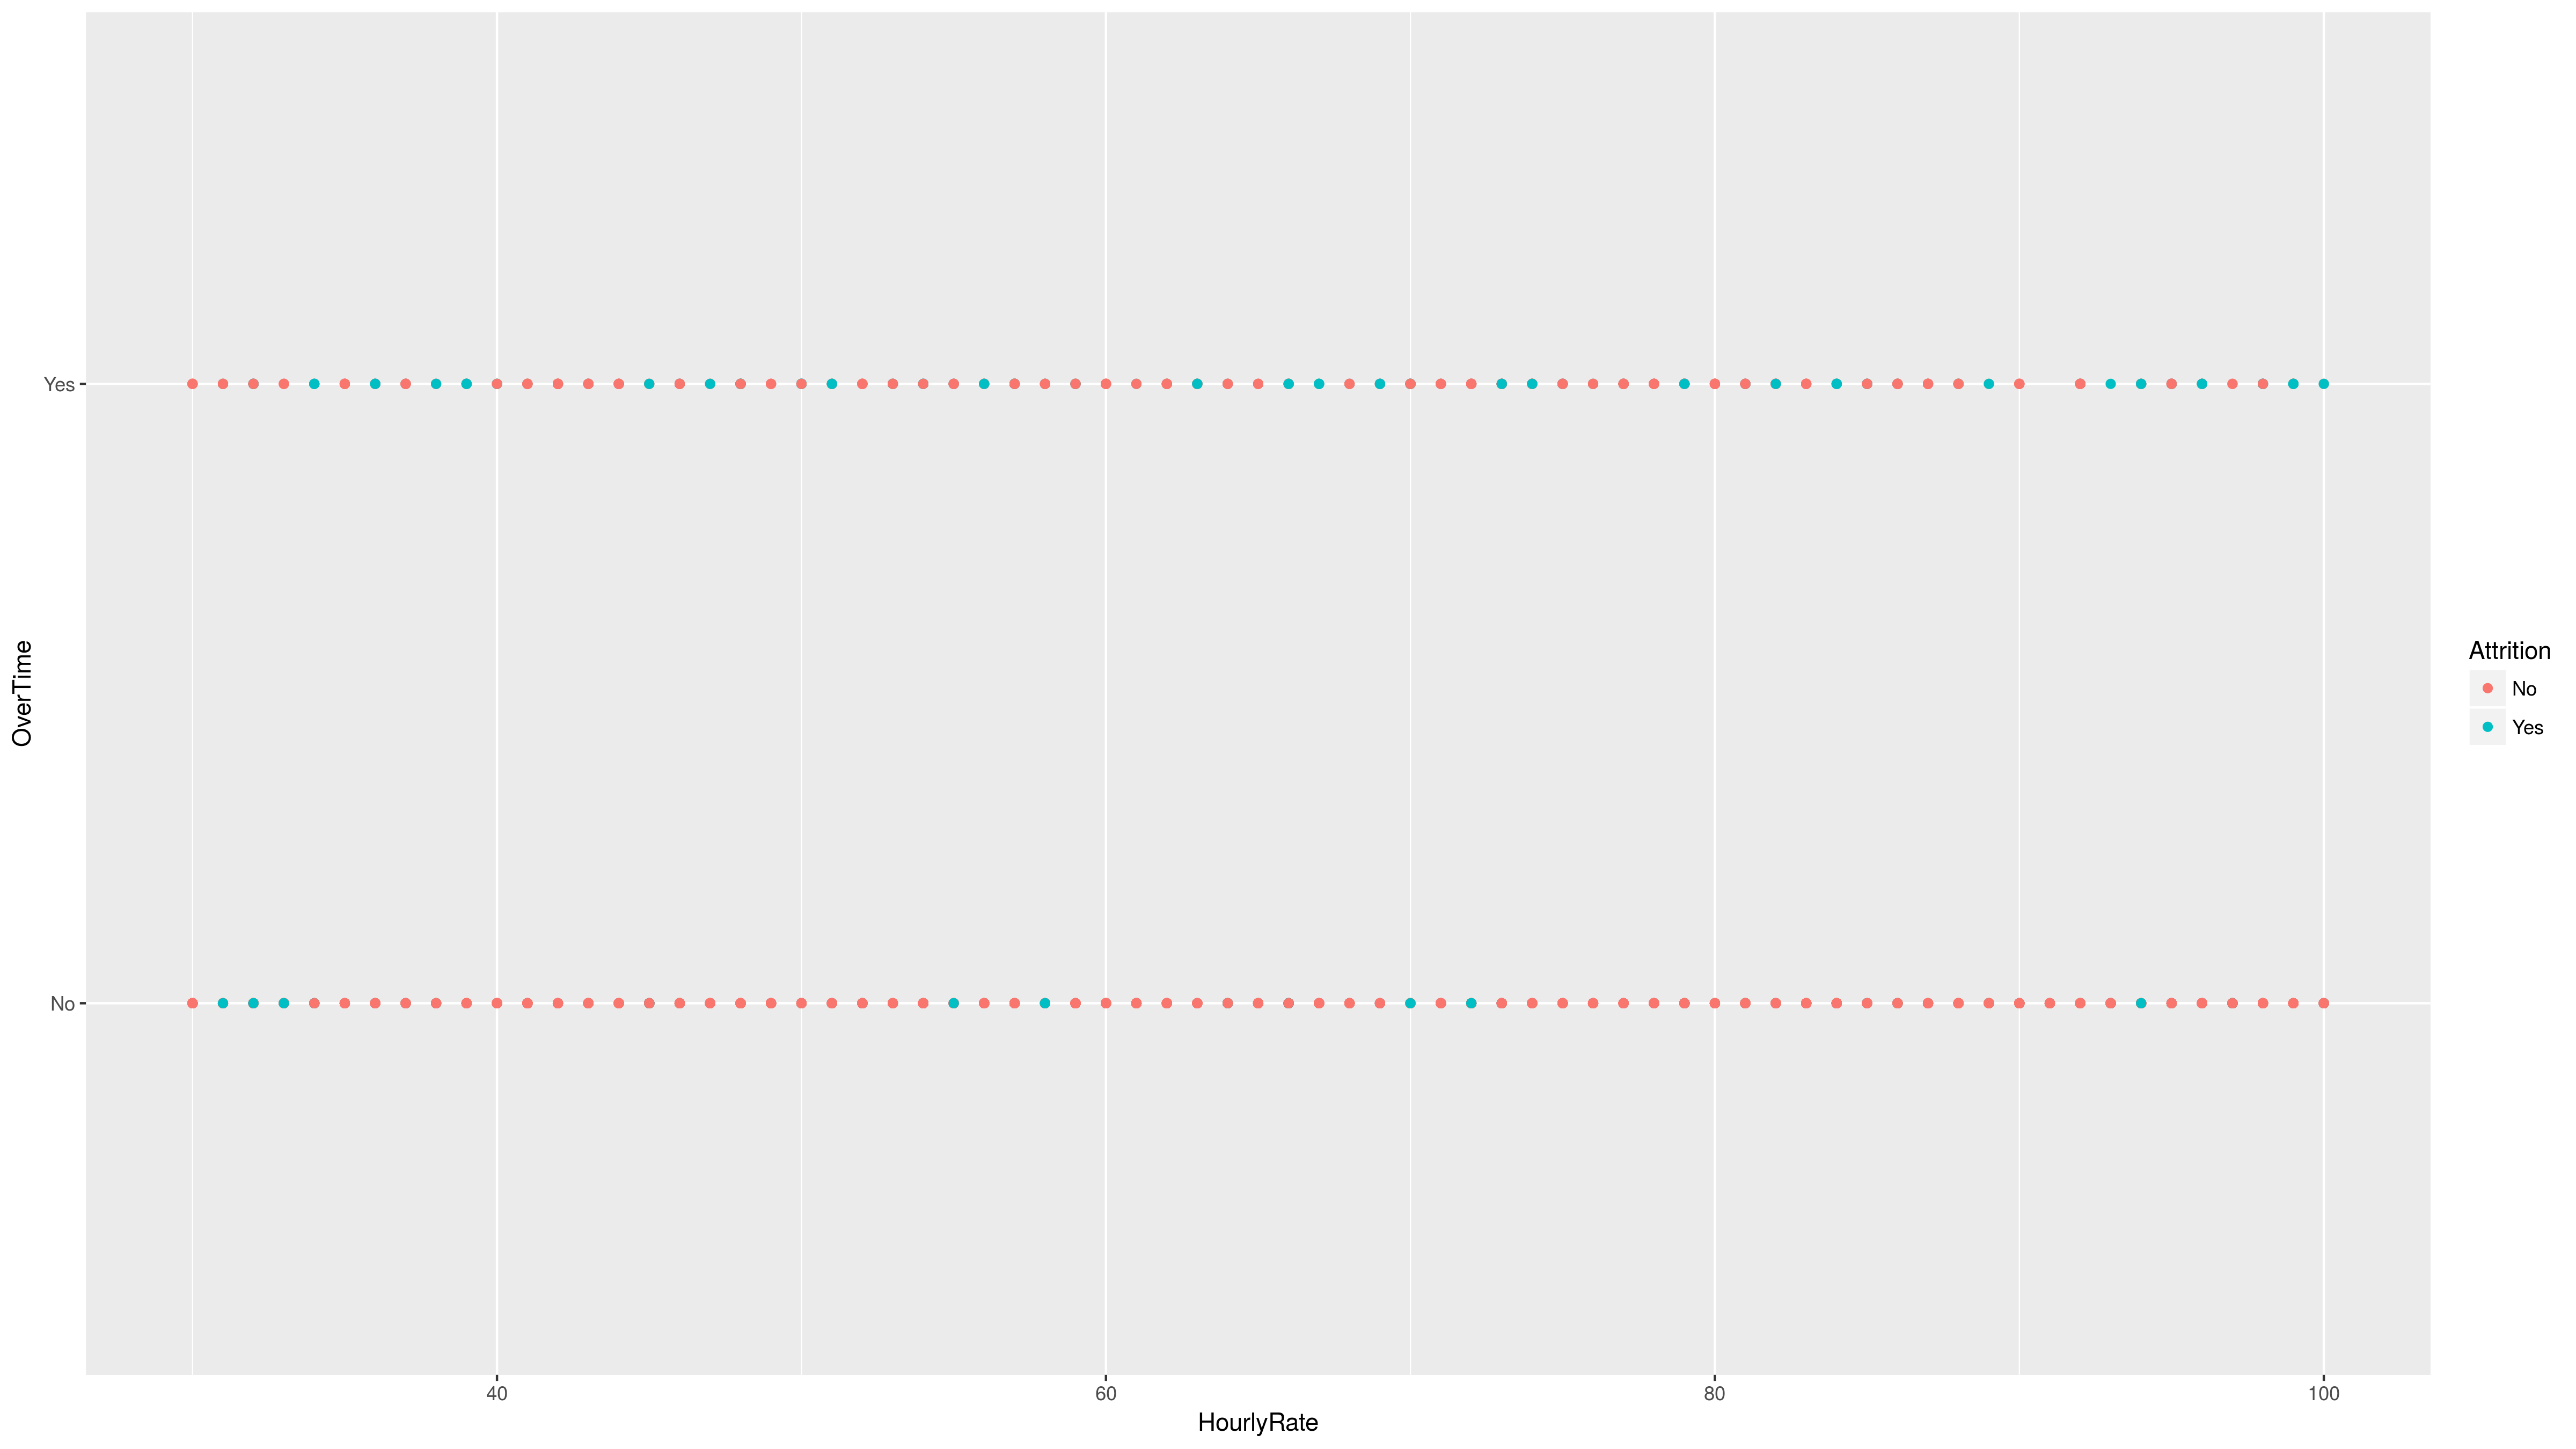 Yes
No
OverTime
40
60
80
100
HourlyRate
Attrition
No
Yes